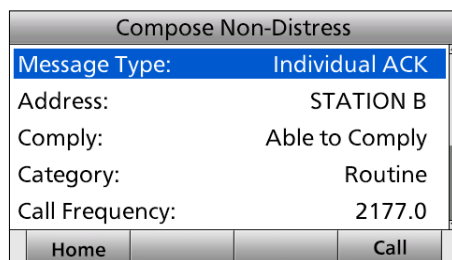 Compose Non-Distress
Message Type: Individual ACK
Address: STATION B
Comply: Able to Comply
Category: Routine
Call Frequency: 2177.0
Home Call